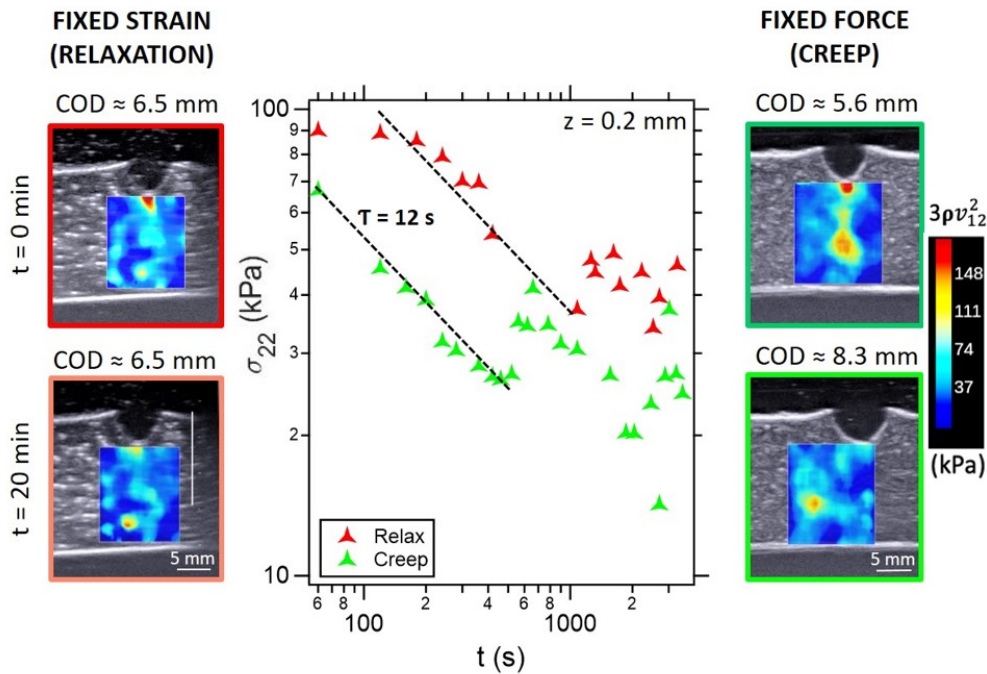 FIXED STRAIN
(RELAXATION)
FIXED FORCE
(CREEP)
COD ≈ 6.5 mm
COD ≈ 5.6 mm
t = 0 min
COD ≈ 6.5 mm
COD ≈ 8.3 mm
t = 20 min
5 mm
5 mm
z = 0.2 mm
T = 12 s
σ22 (kPa)
100
9
8
7
6
5
4
3
2
10
6
8
100
2
4
6
8
1000
2
t (s)
Relax
Creep
3ρv₁₂²
148
111
74
37
(kPa)